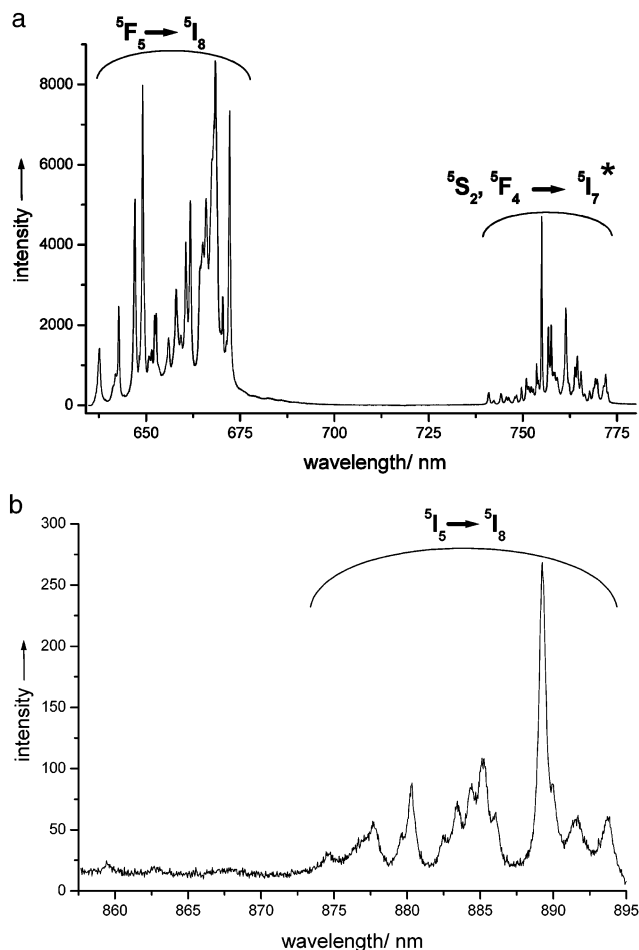 a
⁵F₅ → ⁵I₈
⁵S₂, ⁵F₄ → ⁵I₇*
8000
6000
4000
2000
0
intensity →
650 675 700 725 750 775
wavelength/ nm
b
⁵I₅ → ⁵I₈
300
250
200
150
100
50
0
intensity →
860 865 870 875 880 885 890 895
wavelength/ nm